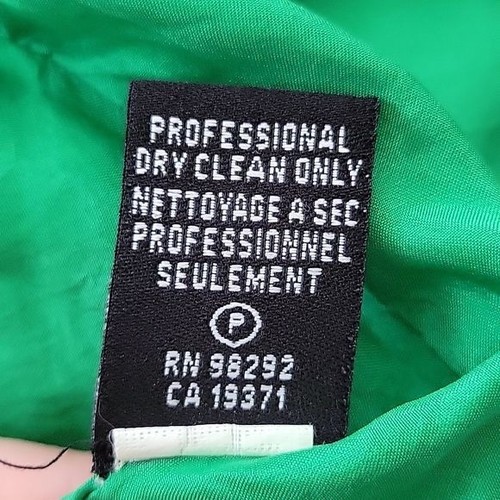 PROFESSIONAL
DRY CLEAN ONLY
NETTOYAGE A SEC
PROFESSIONNEL
SEULEMENT
P
RN 98292
CA 19371